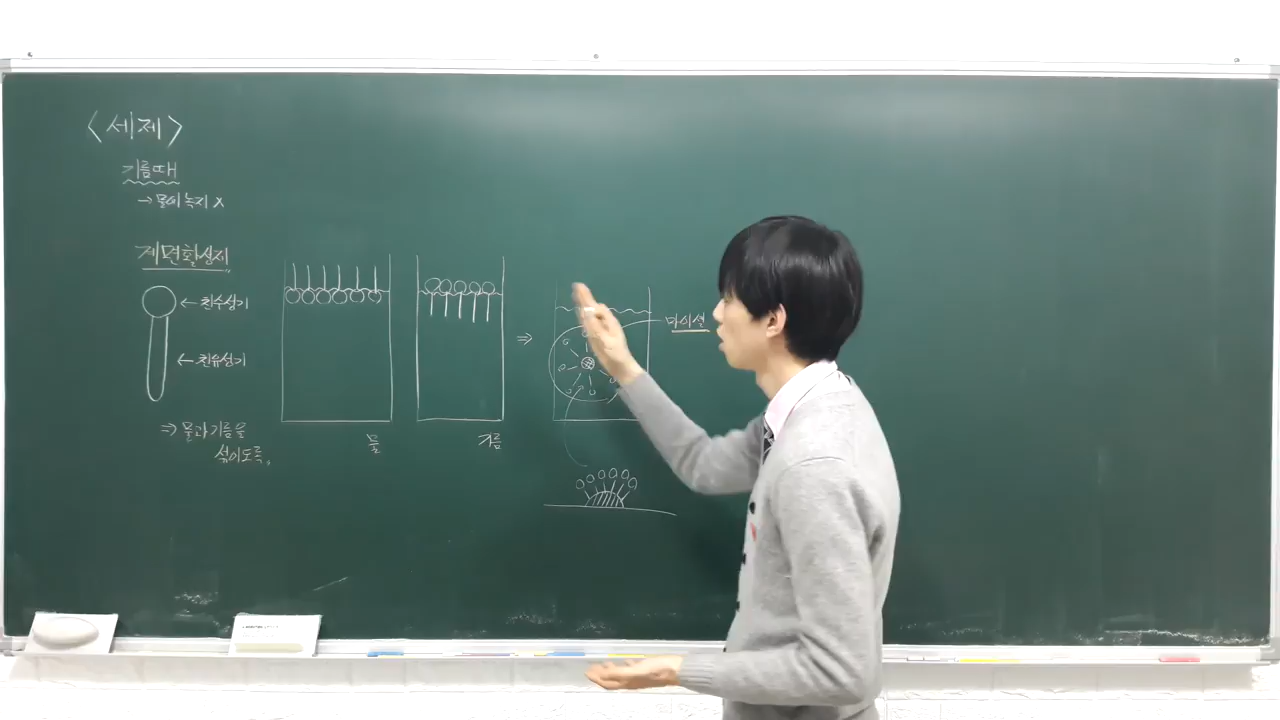 <세제>
기름때
→ 물에 녹지 X
계면활성제
← 친수성기
← 친유성기
⇒ 물과 기름을
섞이도록.
물
기름
⇒
마이셀